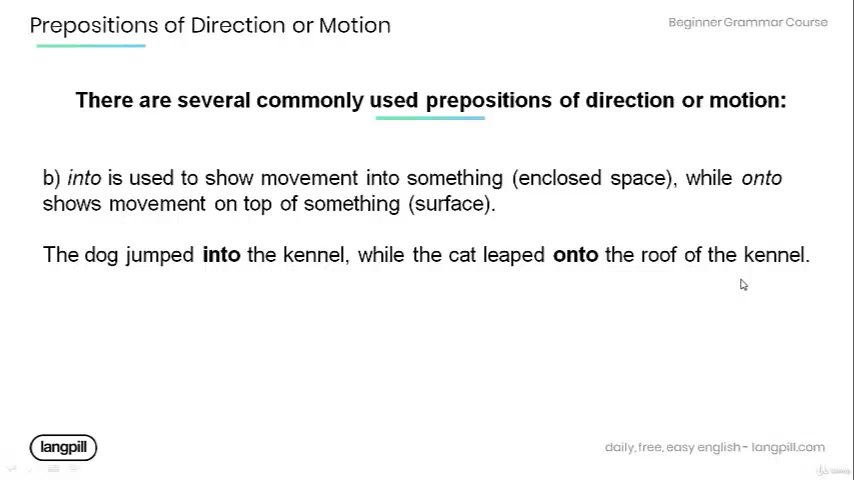 Prepositions of Direction or Motion
Beginner Grammar Course
There are several commonly used prepositions of direction or motion:
b) into is used to show movement into something (enclosed space), while onto
shows movement on top of something (surface).
The dog jumped into the kennel, while the cat leaped onto the roof of the kennel.
langpill
daily, free, easy english - langpill.com